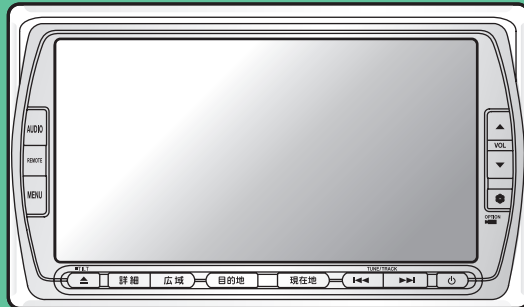 AUDIO
REMOTE
MENU
VOL
OPTION
■TILT
TUNE/TRACK
詳細 広域 目的地 現在地